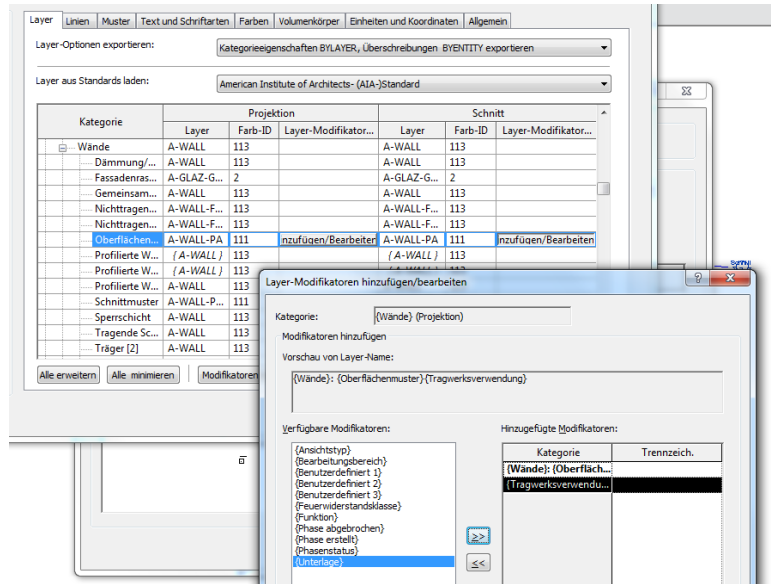 Layer Linien Muster Text und Schriftarten Farben Volumenkörper Einheiten und Koordinaten Allgemein
Layer-Optionen exportieren: Kategorieeigenschaften BYLAYER, Überschreibungen BYENTITY exportieren
Layer aus Standards laden: American Institute of Architects- (AIA-)Standard
Kategorie Projektion Schnitt
Layer Farb-ID Layer-Modifikator... Layer Farb-ID Layer-Modifikator...
Wände A-WALL 113 A-WALL 113
Dämmung/... A-WALL 113 A-WALL 113
Fassadenras... A-GLAZ-G... 2 A-GLAZ-G... 2
Gemeinsam... A-WALL 113 A-WALL 113
Nichttragen... A-WALL-F... 113 A-WALL-F... 113
Nichttragen... A-WALL-F... 113 A-WALL-F... 113
Oberflächen... A-WALL-PA 111 nzufügen/Bearbeiten A-WALL-PA 111 nzufügen/Bearbeiten
Profilierte W... { A-WALL } 113 { A-WALL } 113
Profilierte W... { A-WALL } 113 { A-WALL } 113
Profilierte W... A-WALL 113
Schnittmuster A-WALL-P... 111
Sperrschicht A-WALL 113
Tragende Sc... A-WALL 113
Träger [2] A-WALL 113
Alle erweitern Alle minimieren Modifikatoren
Layer-Modifikatoren hinzufügen/bearbeiten
Kategorie: {Wände} (Projektion)
Modifikatoren hinzufügen
Vorschau von Layer-Name:
{Wände}: {Oberflächenmuster}{Tragwerksverwendung}
Verfügbare Modifikatoren:
{Ansichtstyp}
{Bearbeitungsbereich}
{Benutzerdefiniert 1}
{Benutzerdefiniert 2}
{Benutzerdefiniert 3}
{Feuerwiderstandsklasse}
{Funktion}
{Phase abgebrochen}
{Phase erstellt}
{Phasenstatus}
{Unterlage}
>>
<<
Hinzugefügte Modifikatoren:
Kategorie Trennzeich.
{Wände}: {Oberfläch...
{Tragwerksverwendu...